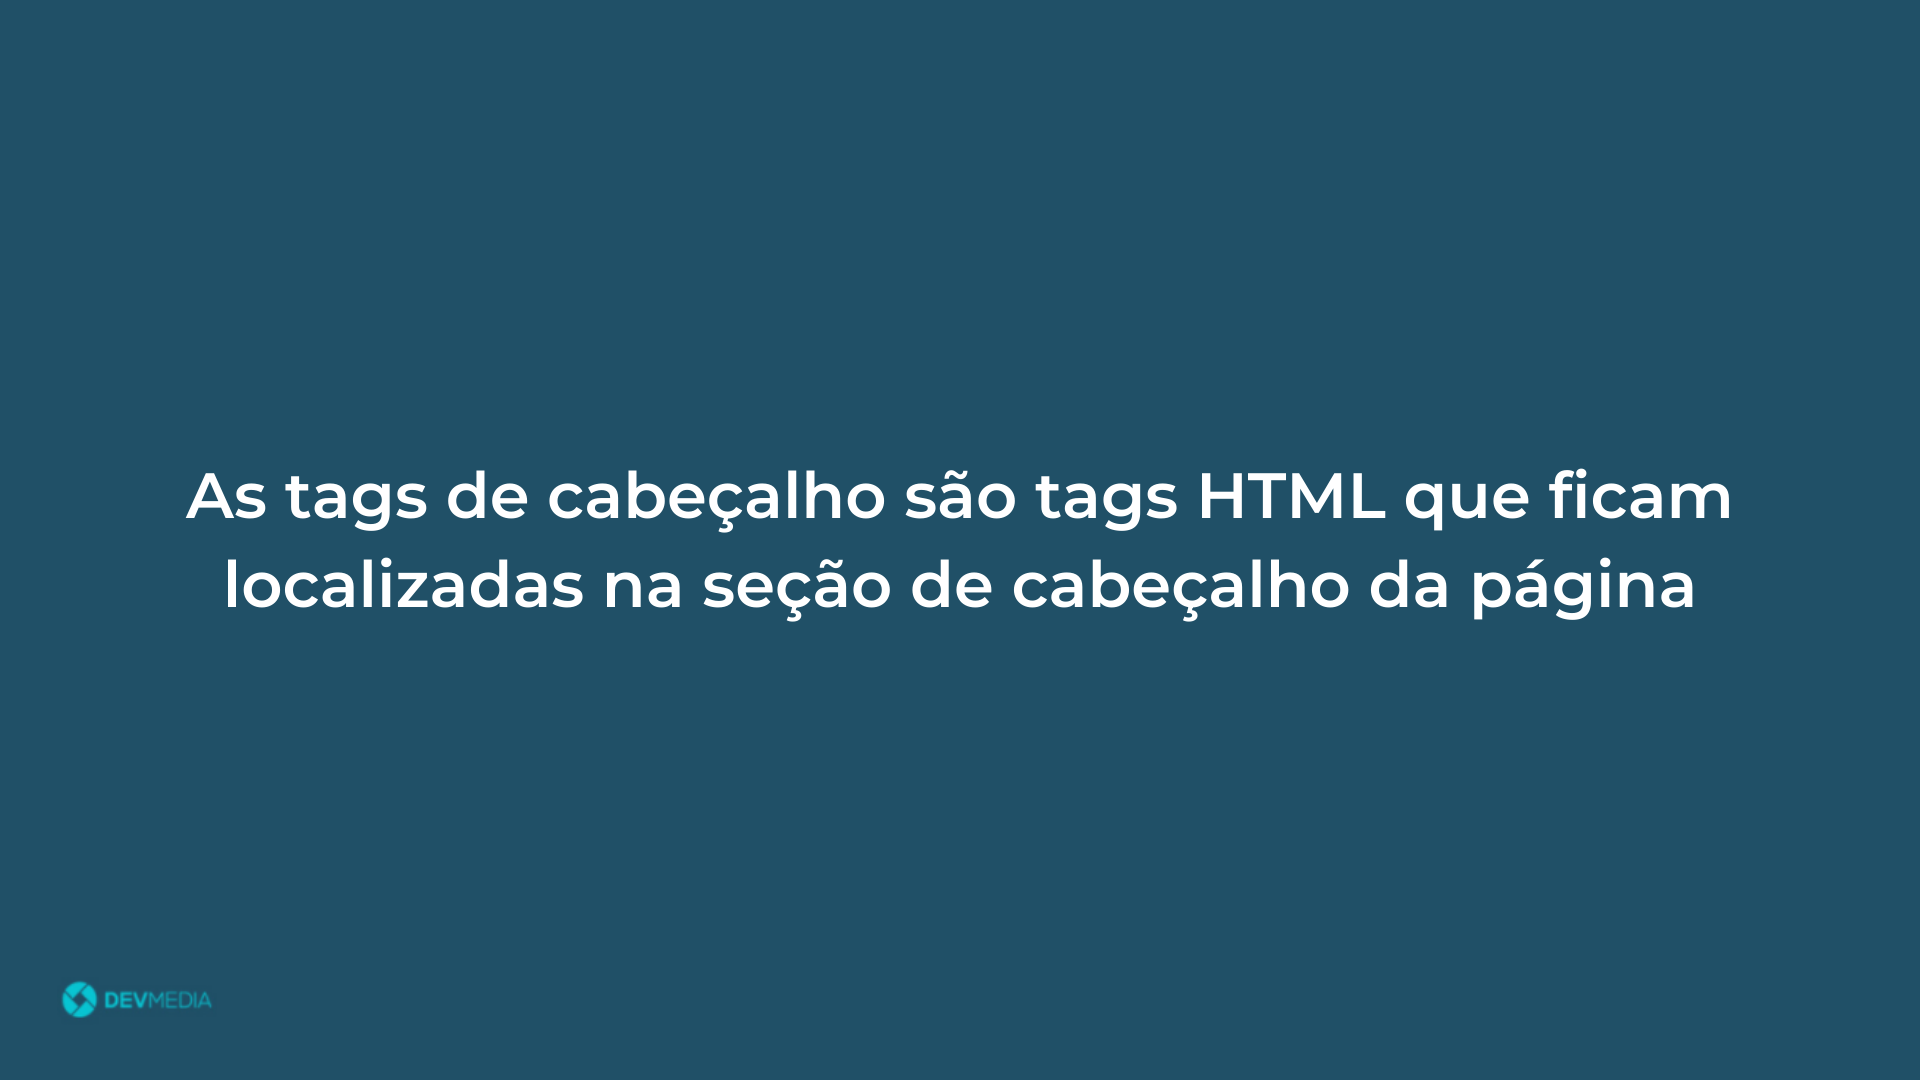 As tags de cabeçalho são tags HTML que ficam
localizadas na seção de cabeçalho da página
DEVMEDIA